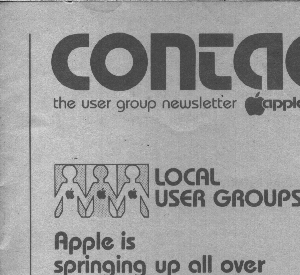 contac
the user group newsletter apple
LOCAL
USER GROUPS
Apple is
springing up all over